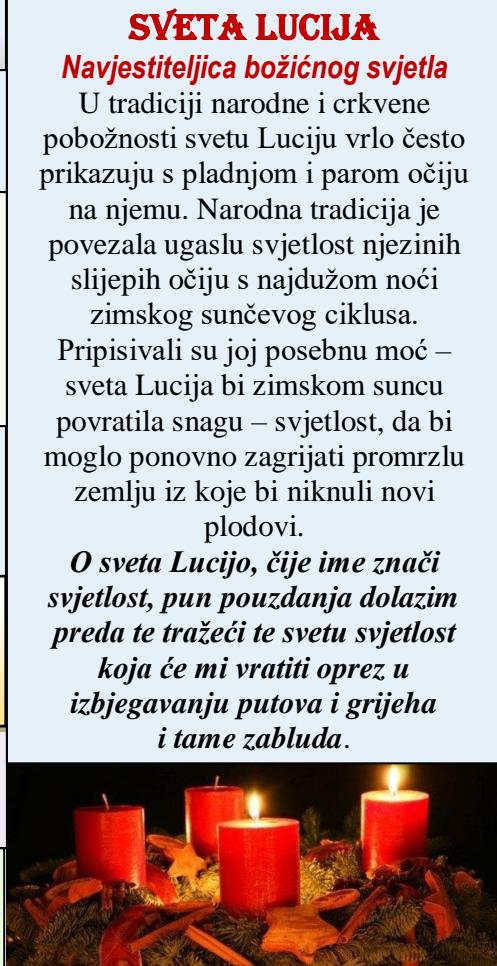 SVETA LUCIJA
Navjestiteljica božićnog svjetla
U tradiciji narodne i crkvene
pobožnosti svetu Luciju vrlo često
prikazuju s pladnjom i parom očiju
na njemu. Narodna tradicija je
povezala ugaslu svjetlost njezinih
slijepih očiju s najdužom noći
zimskog sunčevog ciklusa.
Pripisivali su joj posebnu moć –
sveta Lucija bi zimskom suncu
povratila snagu – svjetlost, da bi
moglo ponovno zagrijati promrzlu
zemlju iz koje bi niknuli novi
plodovi.
O sveta Lucijo, čije ime znači
svjetlost, pun pouzdanja dolazim
preda te tražeći te svetu svjetlost
koja će mi vratiti oprez u
izbjegavanju putova i grijeha
i tame zabluda.